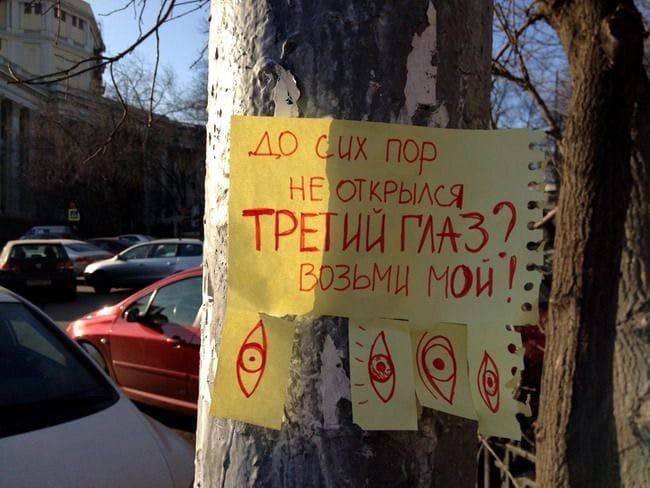 ДО СИХ ПОР
НЕ ОТКРЫЛСЯ
ТРЕТИЙ ГЛАЗ?
ВОЗЬМИ МОЙ!